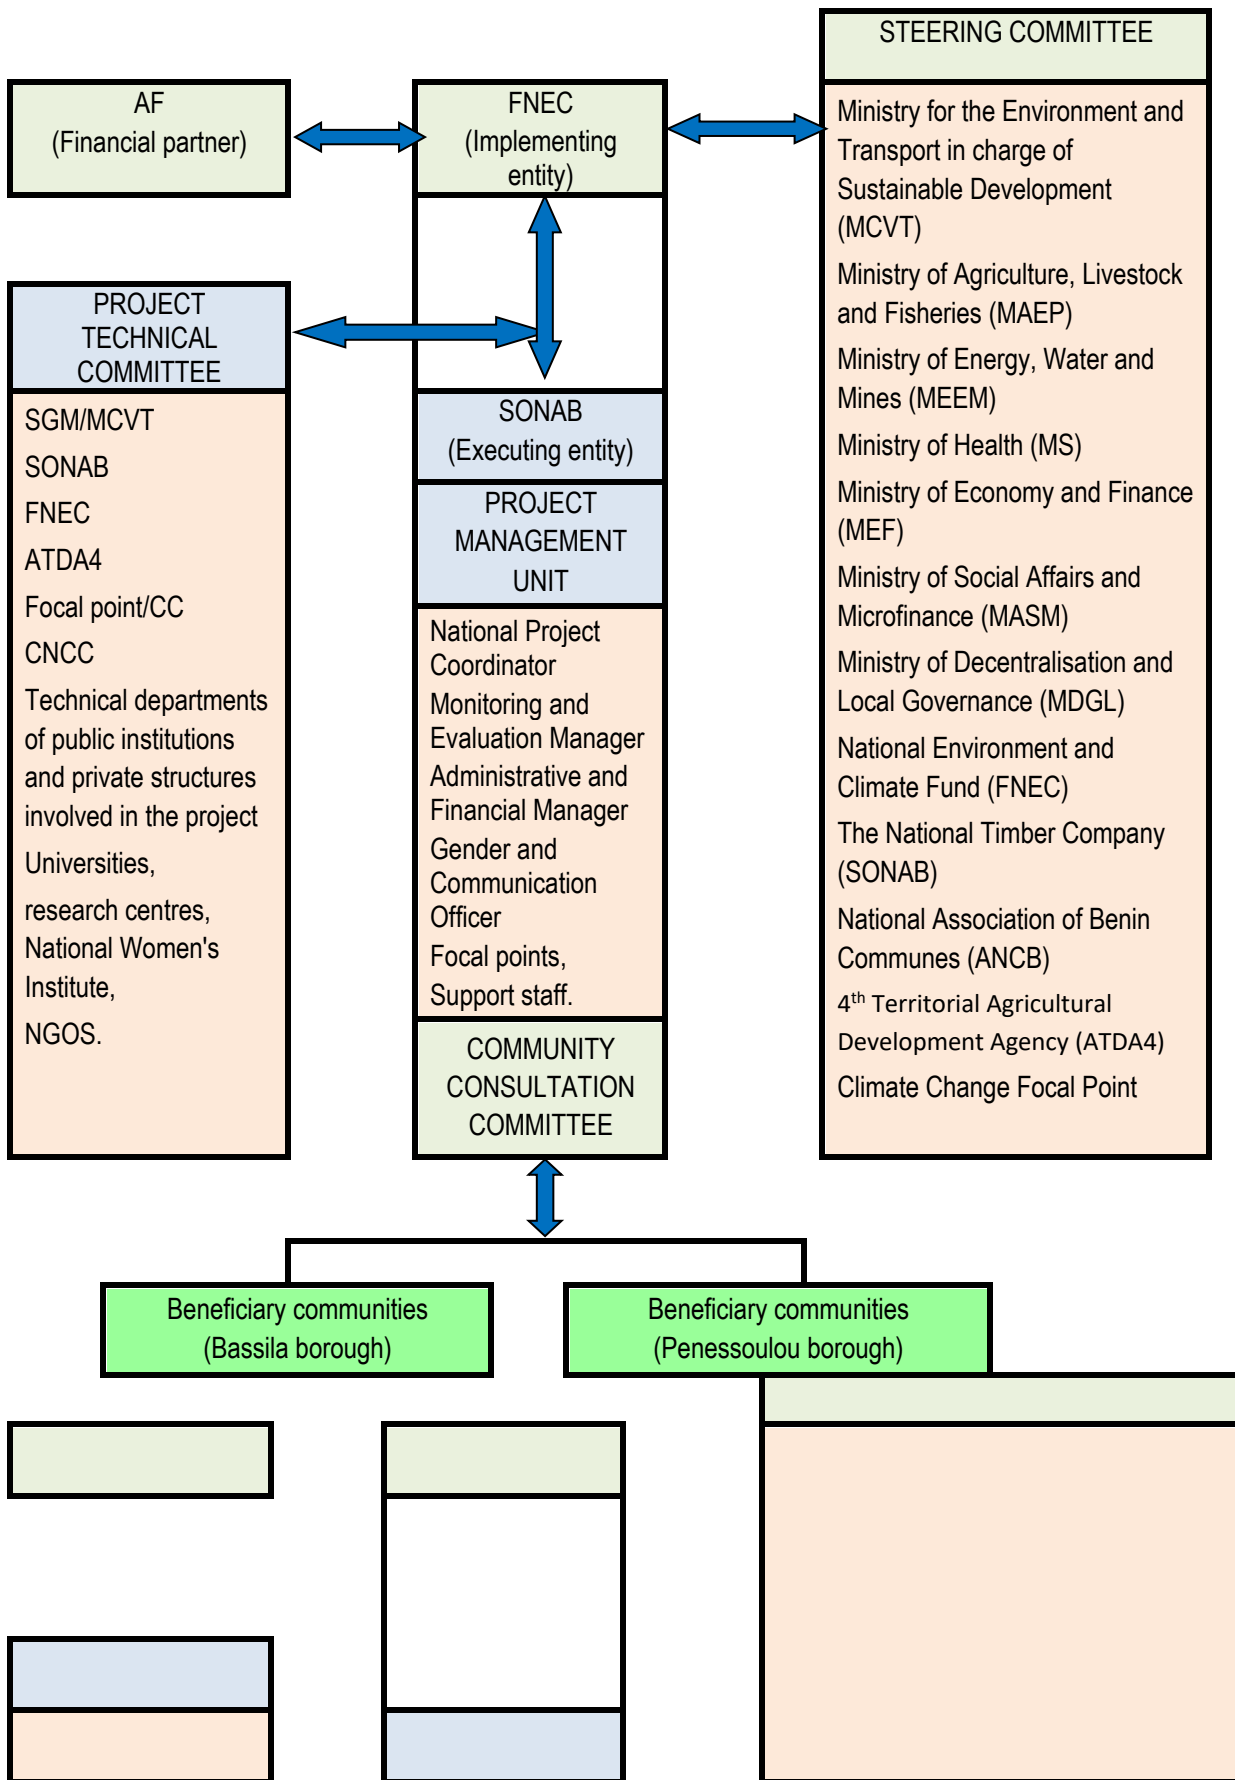 AF
(Financial partner)
FNEC
(Implementing
entity)
STEERING COMMITTEE
Ministry for the Environment and
Transport in charge of
Sustainable Development
(MCVT)
Ministry of Agriculture, Livestock
and Fisheries (MAEP)
Ministry of Energy, Water and
Mines (MEEM)
Ministry of Health (MS)
Ministry of Economy and Finance
(MEF)
Ministry of Social Affairs and
Microfinance (MASM)
Ministry of Decentralisation and
Local Governance (MDGL)
National Environment and
Climate Fund (FNEC)
The National Timber Company
(SONAB)
National Association of Benin
Communes (ANCB)
4th Territorial Agricultural
Development Agency (ATDA4)
Climate Change Focal Point
PROJECT
TECHNICAL
COMMITTEE
SGM/MCVT
SONAB
FNEC
ATDA4
Focal point/CC
CNCC
Technical departments
of public institutions
and private structures
involved in the project
Universities,
research centres,
National Women's
Institute,
NGOS.
SONAB
(Executing entity)
PROJECT
MANAGEMENT
UNIT
National Project
Coordinator
Monitoring and
Evaluation Manager
Administrative and
Financial Manager
Gender and
Communication
Officer
Focal points,
Support staff.
COMMUNITY
CONSULTATION
COMMITTEE
Beneficiary communities
(Bassila borough)
Beneficiary communities
(Penessoulou borough)